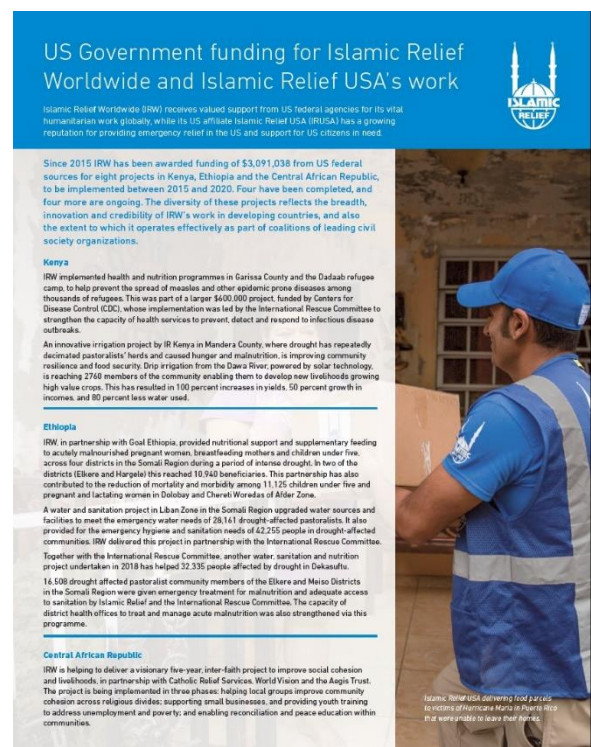 US Government funding for Islamic Relief
Worldwide and Islamic Relief USA's work
Islamic Relief Worldwide (IRW) receives valued support from US federal agencies for its vital
humanitarian work globally, while its US affiliate Islamic Relief USA (IRUSA) has a growing
reputation for providing emergency relief in the US and support for US citizens in need.
ISLAMIC
RELIEF
Since 2015 IRW has been awarded funding of $3,091,038 from US federal
sources for eight projects in Kenya, Ethiopia and the Central African Republic,
to be implemented between 2015 and 2020. Four have been completed, and
four more are ongoing. The diversity of these projects reflects the breadth,
innovation and credibility of IRW's work in developing countries, and also
the extent to which it operates effectively as part of coalitions of leading civil
society organizations.
Kenya
IRW implemented health and nutrition programmes in Garissa County and the Dadaab refugee
camp, to help prevent the spread of measles and other epidemic prone diseases among
thousands of refugees. This was part of a larger $600,000 project, funded by Centers for
Disease Control (CDC), whose implementation was led by the International Rescue Committee to
strengthen the capacity of health services to prevent, detect and respond to infectious disease
outbreaks.
An innovative irrigation project by IR Kenya in Mandera County, where drought has repeatedly
decimated pastoralists' herds and caused hunger and malnutrition, is improving community
resilience and food security. Drip irrigation from the Dawa River, powered by solar technology,
is reaching 2760 members of the community enabling them to develop new livelihoods growing
high value crops. This has resulted in 100 percent increases in yields, 50 percent growth in
incomes, and 80 percent less water used.
Ethiopia
IRW, in partnership with Goal Ethiopia, provided nutritional support and supplementary feeding
to acutely malnourished pregnant women, breastfeeding mothers and children under five,
across four districts in the Somali Region during a period of intense drought. In two of the
districts (Elkere and Hargele) this reached 10,940 beneficiaries. This partnership has also
contributed to the reduction of mortality and morbidity among 11,125 children under five and
pregnant and lactating women in Dolobay and Chereti Woredas of Afder Zone.
A water and sanitation project in Liban Zone in the Somali Region upgraded water sources and
facilities to meet the emergency water needs of 28,161 drought-affected pastoralists. It also
provided for the emergency hygiene and sanitation needs of 42,255 people in drought-affected
communities. IRW delivered this project in partnership with the International Rescue Committee.
Together with the International Rescue Committee, another water, sanitation and nutrition
project undertaken in 2018 has helped 32,335 people affected by drought in Dekasuftu.
16,508 drought affected pastoralist community members of the Elkere and Meiso Districts
in the Somali Region were given emergency treatment for malnutrition and adequate access
to sanitation by Islamic Relief and the International Rescue Committee. The capacity of
district health offices to treat and manage acute malnutrition was also strengthened via this
programme.
Central African Republic
IRW is helping to deliver a visionary five-year, inter-faith project to improve social cohesion
and livelihoods, in partnership with Catholic Relief Services, World Vision and the Aegis Trust.
The project is being implemented in three phases: helping local groups improve community
cohesion across religious divides; supporting small businesses, and providing youth training
to address unemployment and poverty; and enabling reconciliation and peace education within
communities.
Islamic Relief USA delivering food parcels
to victims of Hurricane Maria in Puerto Rico
that were unable to leave their homes.